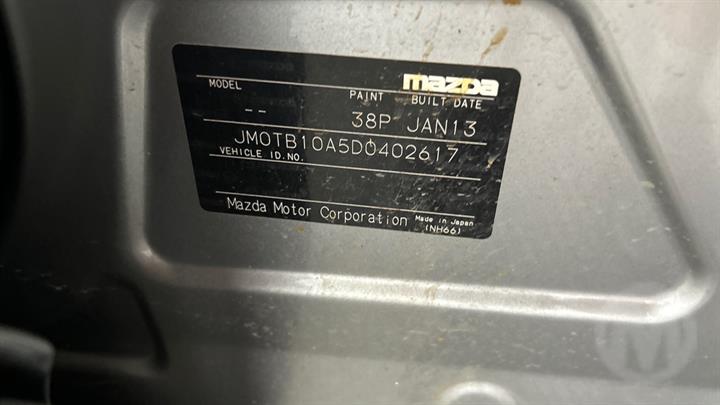 mazda
MODEL PAINT BUILT DATE
-- 38P JAN13
JM0TB10A5D0402617
VEHICLE ID.NO.
Mazda Motor Corporation Made in Japan
(NH66)
M